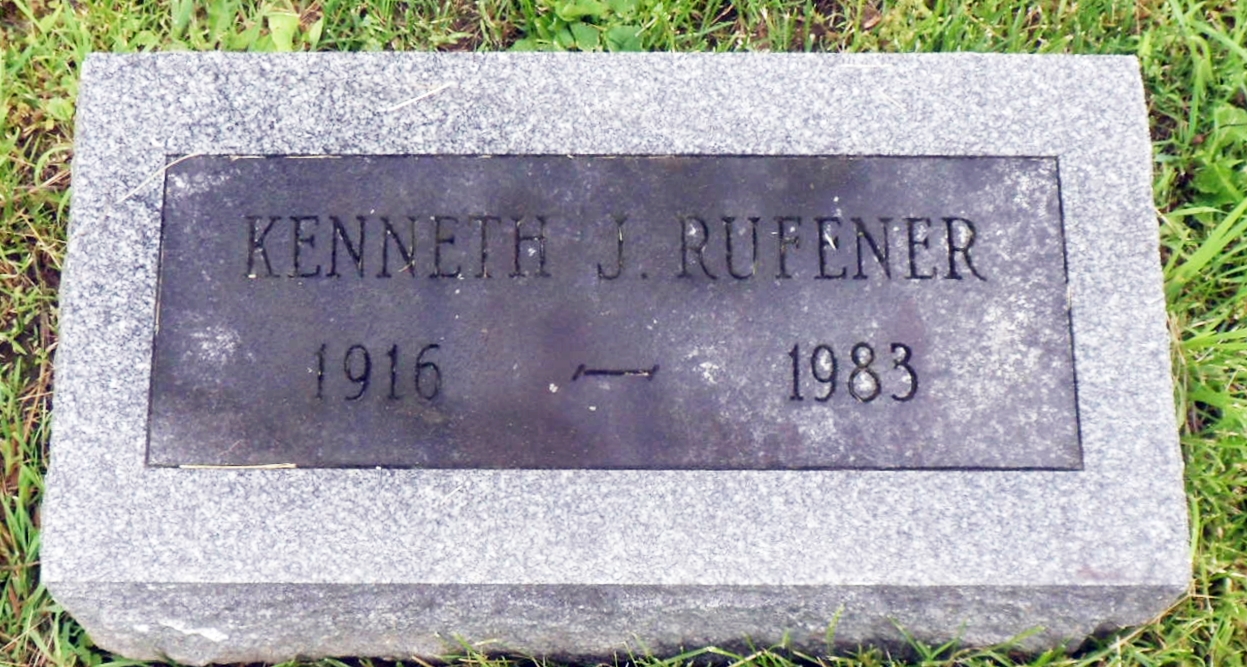 KENNETH J. RUFENER
1916 — 1983